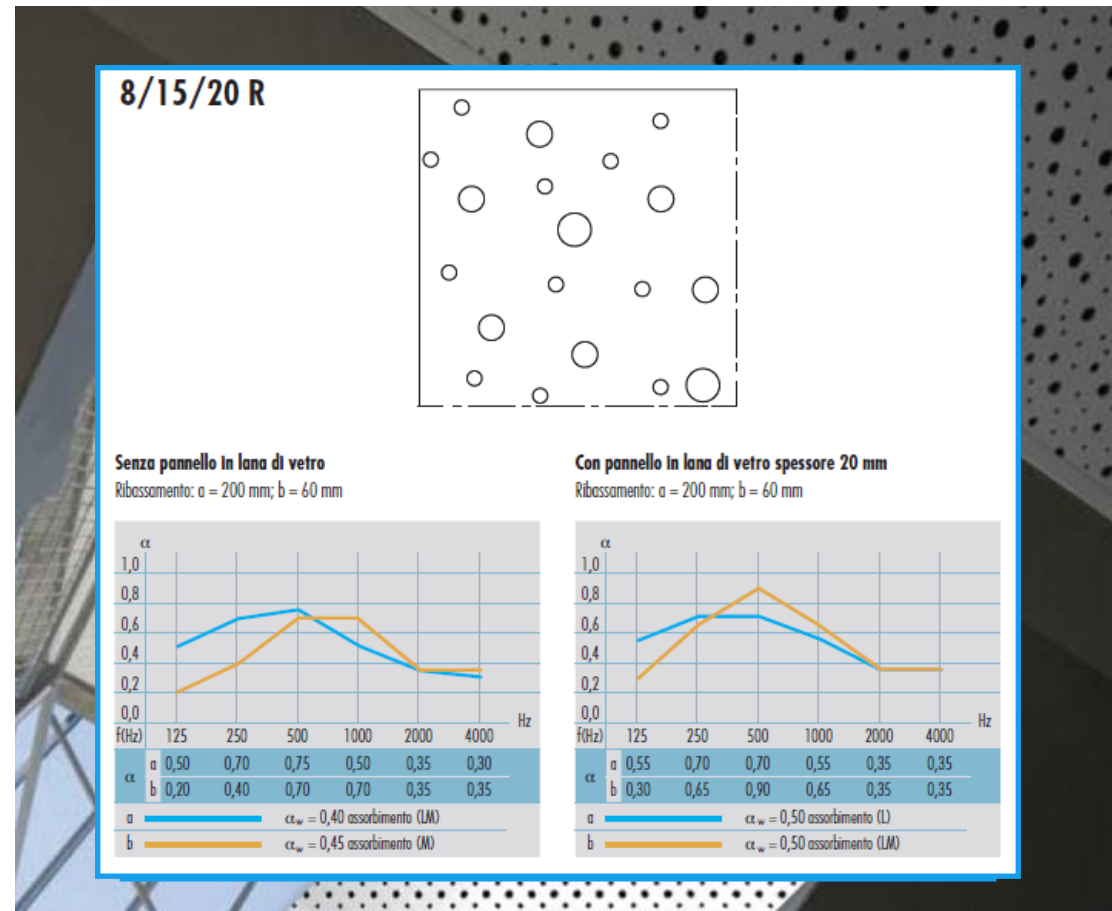 8/15/20 R
Senza pannello in lana di vetro
Ribassamento: a = 200 mm; b = 60 mm
α
1,0
0,8
0,6
0,4
0,2
0,0
Hz
f(Hz) 125 250 500 1000 2000 4000
α
a 0,50 0,70 0,75 0,50 0,35 0,30
b 0,20 0,40 0,70 0,70 0,35 0,35
a αw = 0,40 assorbimento (LM)
b αw = 0,45 assorbimento (M)
Con pannello in lana di vetro spessore 20 mm
Ribassamento: a = 200 mm; b = 60 mm
α
1,0
0,8
0,6
0,4
0,2
0,0
Hz
f(Hz) 125 250 500 1000 2000 4000
α
a 0,55 0,70 0,70 0,55 0,35 0,35
b 0,30 0,65 0,90 0,65 0,35 0,35
a αw = 0,50 assorbimento (L)
b αw = 0,50 assorbimento (LM)